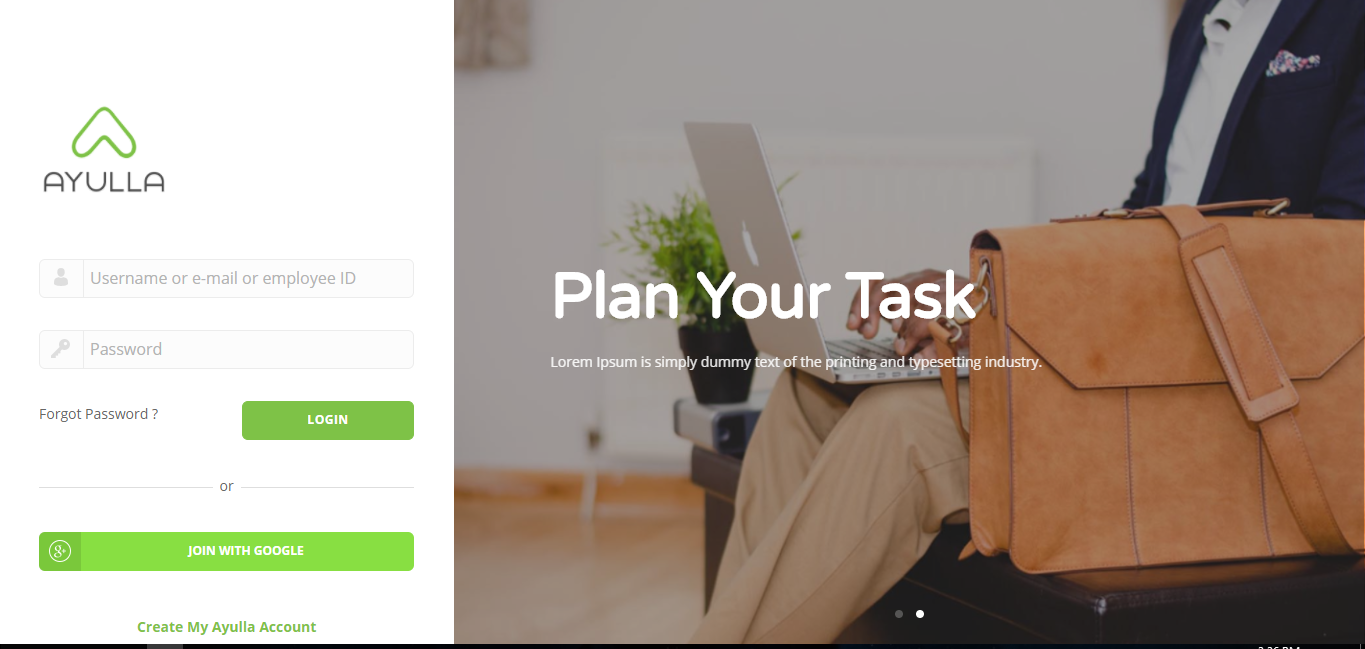 AYULLA
Username or e-mail or employee ID
Password
Forgot Password ?
LOGIN
or
8+
JOIN WITH GOOGLE
Create My Ayulla Account
Plan Your Task
Lorem Ipsum is simply dummy text of the printing and typesetting industry.